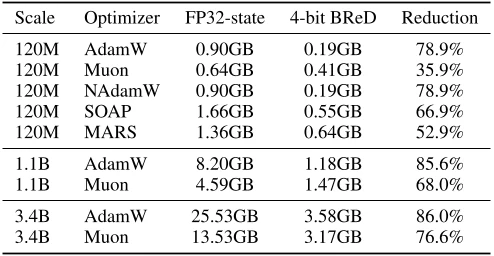 Scale Optimizer FP32-state 4-bit BReD Reduction
120M AdamW 0.90GB 0.19GB 78.9%
120M Muon 0.64GB 0.41GB 35.9%
120M NAdamW 0.90GB 0.19GB 78.9%
120M SOAP 1.66GB 0.55GB 66.9%
120M MARS 1.36GB 0.64GB 52.9%
1.1B AdamW 8.20GB 1.18GB 85.6%
1.1B Muon 4.59GB 1.47GB 68.0%
3.4B AdamW 25.53GB 3.58GB 86.0%
3.4B Muon 13.53GB 3.17GB 76.6%